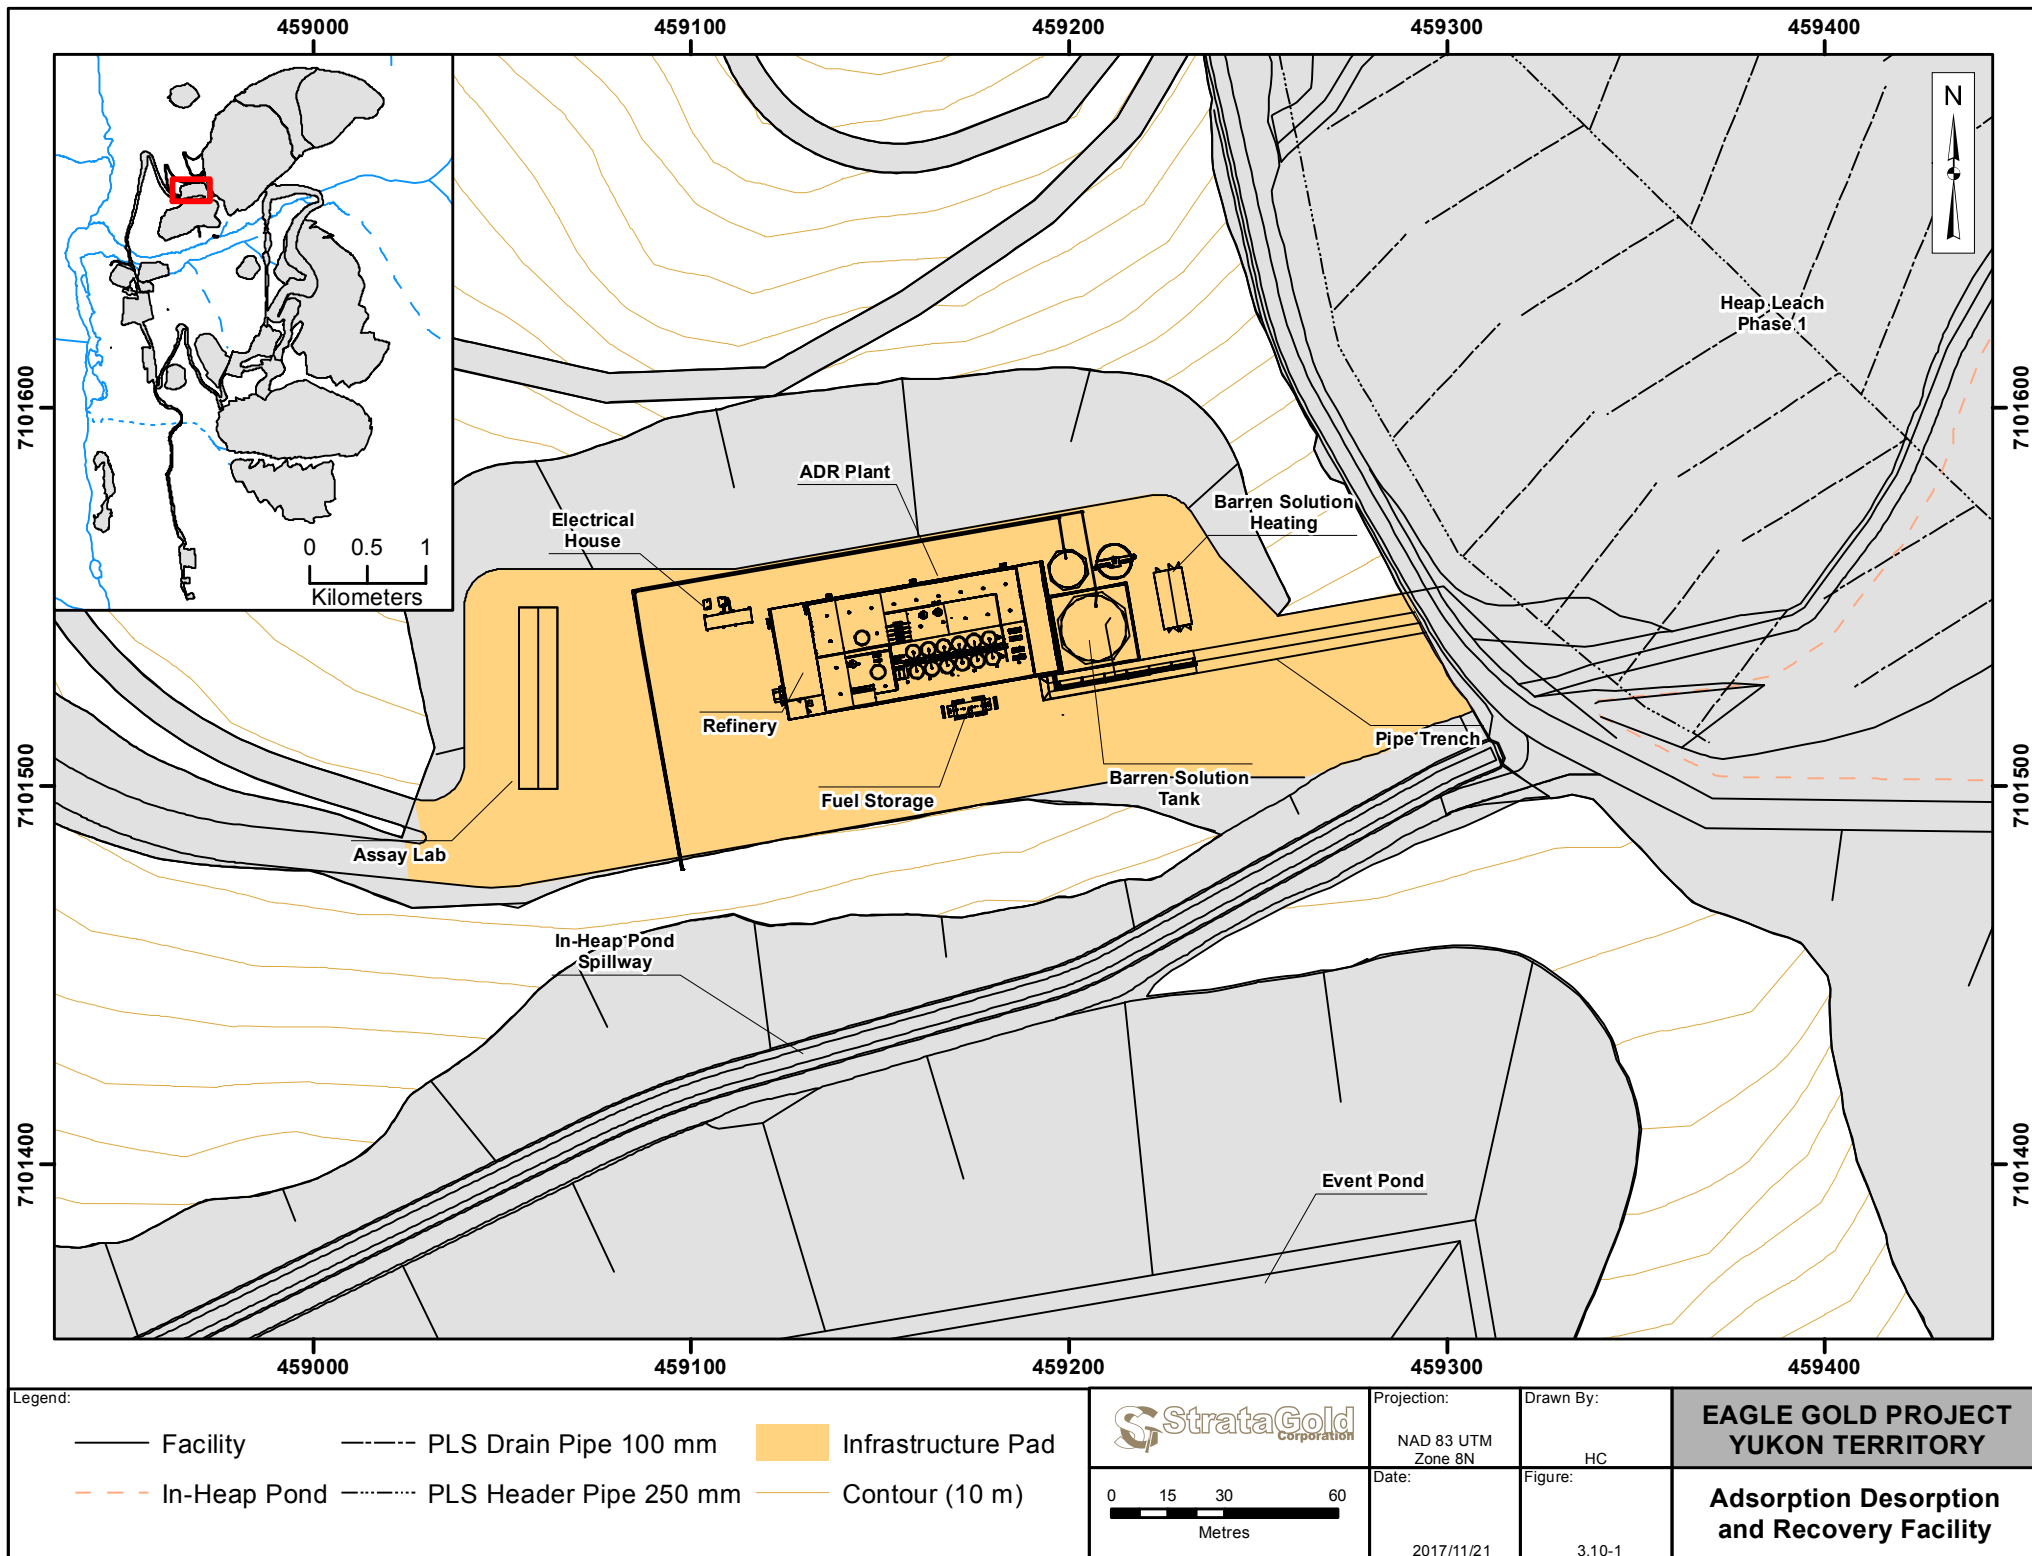 459000
459100
459200
459300
459400
N
7101600
7101600
7101500
7101500
7101400
7101400
0 0.5 1
Kilometers
Heap Leach
Phase 1
ADR Plant
Electrical
House
Barren Solution
Heating
Refinery
Pipe Trench
Barren Solution
Tank
Fuel Storage
Assay Lab
In-Heap Pond
Spillway
Event Pond
459000
459100
459200
459300
459400
Legend:
Facility
PLS Drain Pipe 100 mm
Infrastructure Pad
In-Heap Pond
PLS Header Pipe 250 mm
Contour (10 m)
StrataGold
Corporation
0 15 30 60
Metres
Projection:
NAD 83 UTM
Zone 8N
Drawn By:
HC
Date:
2017/11/21
Figure:
3.10-1
EAGLE GOLD PROJECT
YUKON TERRITORY
Adsorption Desorption
and Recovery Facility